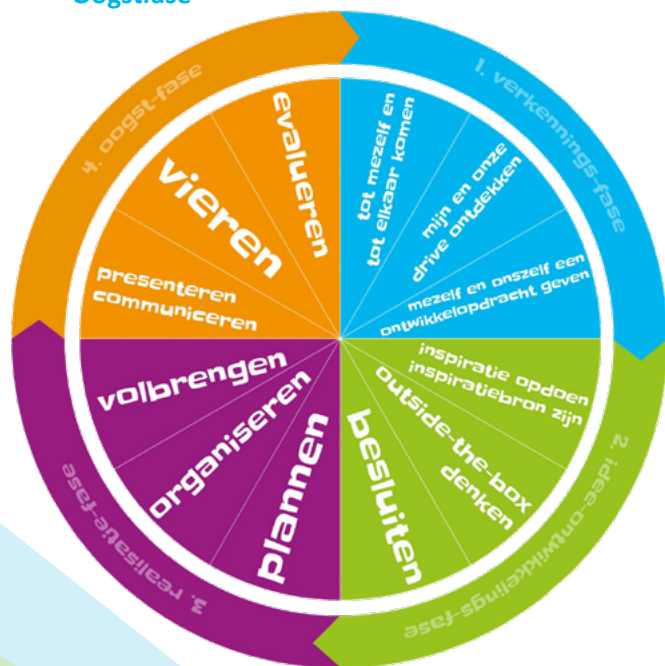 Oogstfase
1. verkennings-fase
tot mezelf en
tot elkaar komen
mijn en onze
drive ontdekken
mezelf en onszelf een
ontwikkelopdracht geven
2. idee-ontwikkelings-fase
inspiratie opdoen
inspiratiebron zijn
outside-the-box
denken
besluiten
3. realisatie-fase
plannen
organiseren
volbrengen
4. oogst-fase
presenteren
communiceren
vieren
evalueren